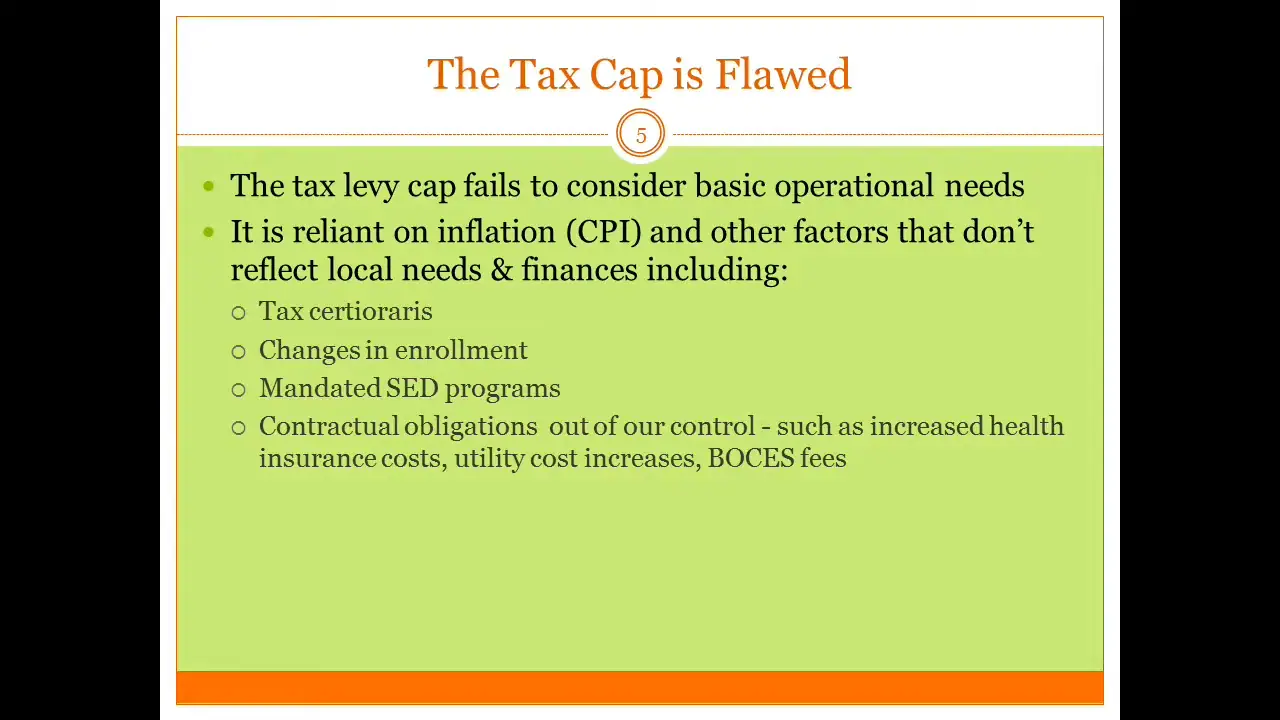 The Tax Cap is Flawed
5
• The tax levy cap fails to consider basic operational needs
• It is reliant on inflation (CPI) and other factors that don’t
reflect local needs & finances including:
○ Tax certioraris
○ Changes in enrollment
○ Mandated SED programs
○ Contractual obligations  out of our control - such as increased health
insurance costs, utility cost increases, BOCES fees